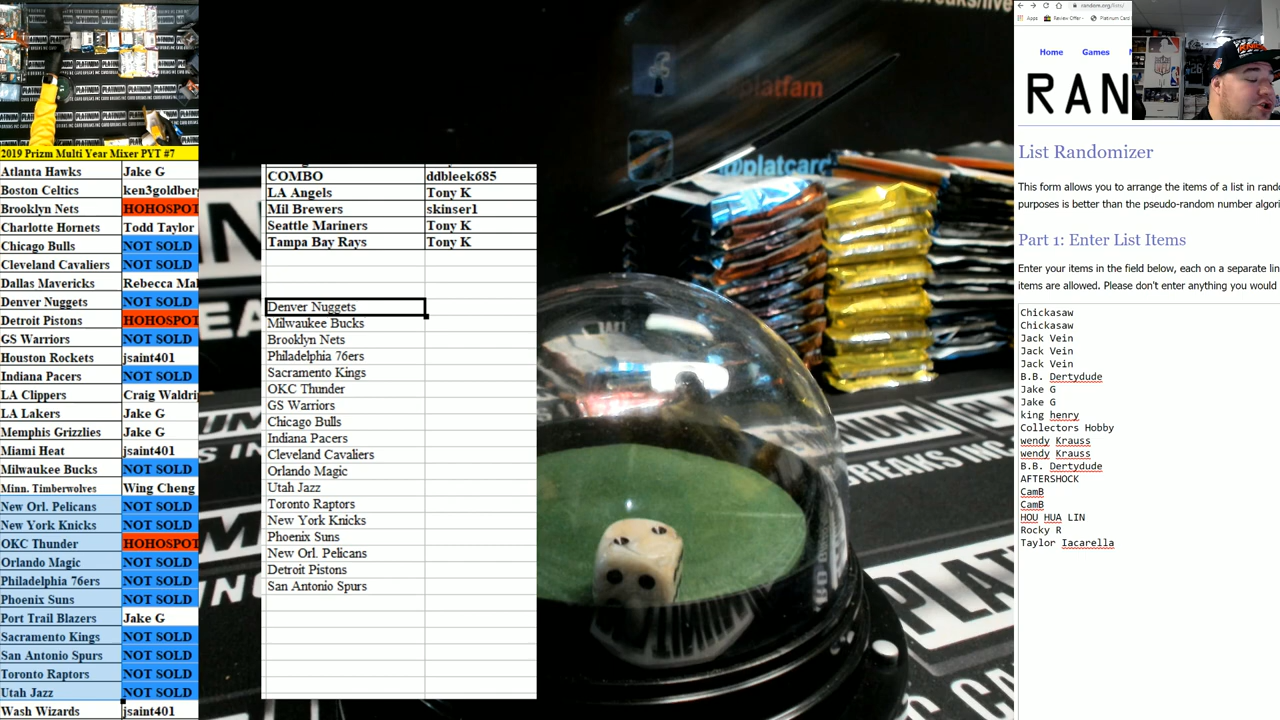 2019 Prizm Multi Year Mixer PYT #7
Atlanta Hawks Jake G
Boston Celtics ken3goldber
Brooklyn Nets HOHOSPOT
Charlotte Hornets Todd Taylor
Chicago Bulls NOT SOLD
Cleveland Cavaliers NOT SOLD
Dallas Mavericks Rebecca Ma
Denver Nuggets NOT SOLD
Detroit Pistons HOHOSPOT
GS Warriors NOT SOLD
Houston Rockets jsaint401
Indiana Pacers NOT SOLD
LA Clippers Craig Waldri
LA Lakers Jake G
Memphis Grizzlies Jake G
Miami Heat jsaint401
Milwaukee Bucks NOT SOLD
Minn. Timberwolves Wing Cheng
New Orl. Pelicans NOT SOLD
New York Knicks NOT SOLD
OKC Thunder HOHOSPOT
Orlando Magic NOT SOLD
Philadelphia 76ers NOT SOLD
Phoenix Suns NOT SOLD
Port Trail Blazers Jake G
Sacramento Kings NOT SOLD
San Antonio Spurs NOT SOLD
Toronto Raptors NOT SOLD
Utah Jazz NOT SOLD
Wash Wizards jsaint401
COMBO ddbleek685
LA Angels Tony K
Mil Brewers skinser1
Seattle Mariners Tony K
Tampa Bay Rays Tony K
Denver Nuggets
Milwaukee Bucks
Brooklyn Nets
Philadelphia 76ers
Sacramento Kings
OKC Thunder
GS Warriors
Chicago Bulls
Indiana Pacers
Cleveland Cavaliers
Orlando Magic
Utah Jazz
Toronto Raptors
New York Knicks
Phoenix Suns
New Orl. Pelicans
Detroit Pistons
San Antonio Spurs
platfam
@platcard
random.org/lists/
Apps Review Offer - Platinum Card
Home Games
RAN
List Randomizer
This form allows you to arrange the items of a list in rando
purposes is better than the pseudo-random number algori
Part 1: Enter List Items
Enter your items in the field below, each on a separate lin
items are allowed. Please don't enter anything you would
Chickasaw
Chickasaw
Jack Vein
Jack Vein
Jack Vein
B.B. Dertydude
Jake G
Jake G
king henry
Collectors Hobby
wendy Krauss
wendy Krauss
B.B. Dertydude
AFTERSHOCK
CamB
CamB
HOU HUA LIN
Rocky R
Taylor Iacarella